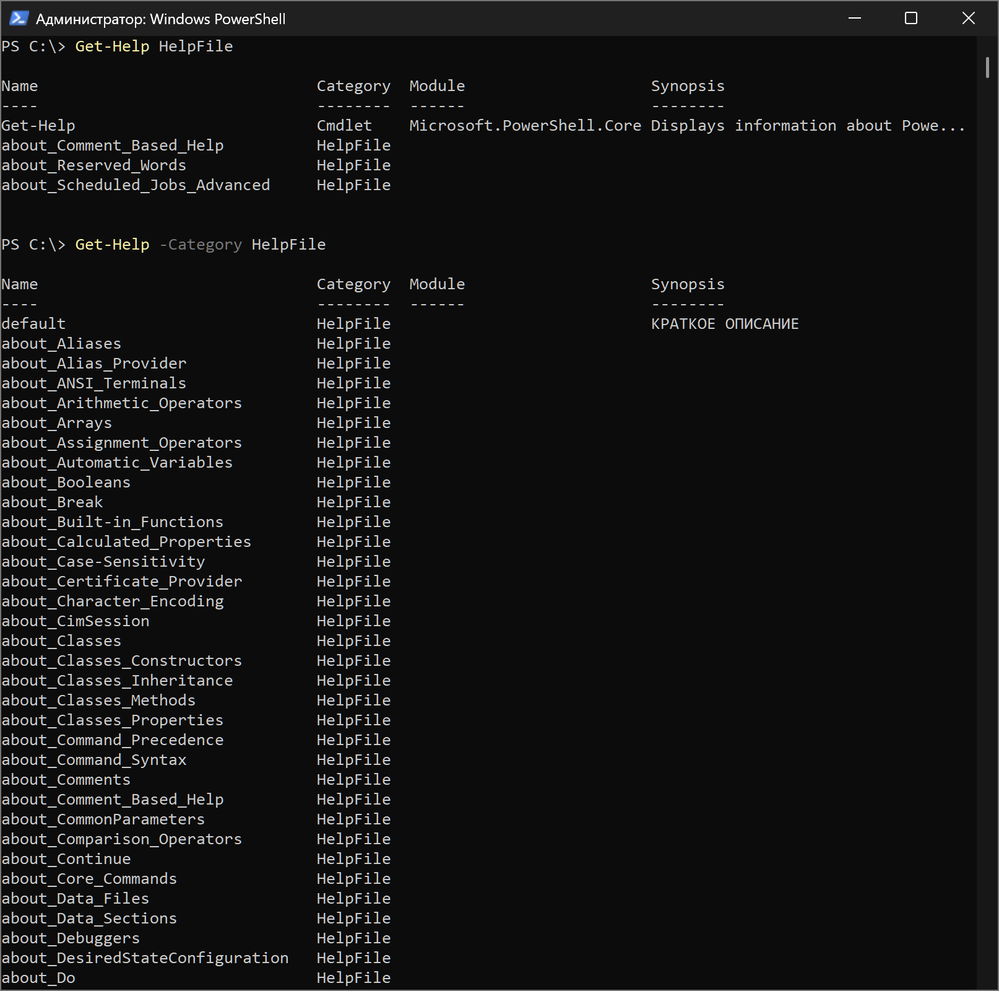 Администратор: Windows PowerShell
PS C:\> Get-Help HelpFile
Name Category Module Synopsis
---- -------- ------ --------
Get-Help Cmdlet Microsoft.PowerShell.Core Displays information about Powe...
about_Comment_Based_Help HelpFile
about_Reserved_Words HelpFile
about_Scheduled_Jobs_Advanced HelpFile
PS C:\> Get-Help -Category HelpFile
Name Category Module Synopsis
---- -------- ------ --------
default HelpFile КРАТКОЕ ОПИСАНИЕ
about_Aliases HelpFile
about_Alias_Provider HelpFile
about_ANSI_Terminals HelpFile
about_Arithmetic_Operators HelpFile
about_Arrays HelpFile
about_Assignment_Operators HelpFile
about_Automatic_Variables HelpFile
about_Booleans HelpFile
about_Break HelpFile
about_Built-in_Functions HelpFile
about_Calculated_Properties HelpFile
about_Case-Sensitivity HelpFile
about_Certificate_Provider HelpFile
about_Character_Encoding HelpFile
about_CimSession HelpFile
about_Classes HelpFile
about_Classes_Constructors HelpFile
about_Classes_Inheritance HelpFile
about_Classes_Methods HelpFile
about_Classes_Properties HelpFile
about_Command_Precedence HelpFile
about_Command_Syntax HelpFile
about_Comments HelpFile
about_Comment_Based_Help HelpFile
about_CommonParameters HelpFile
about_Comparison_Operators HelpFile
about_Continue HelpFile
about_Core_Commands HelpFile
about_Data_Files HelpFile
about_Data_Sections HelpFile
about_Debuggers HelpFile
about_DesiredStateConfiguration HelpFile
about_Do HelpFile